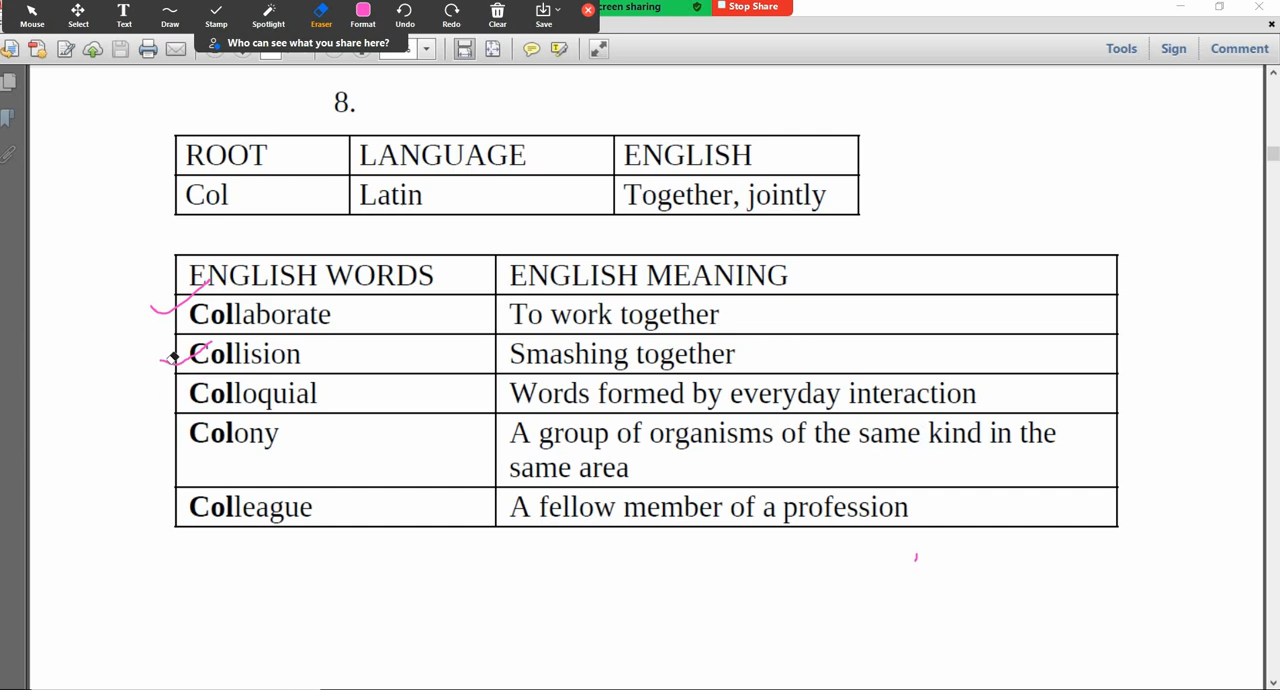 Mouse Select Text Draw Stamp Spotlight Eraser Format Undo Redo Clear Save
creen sharing Stop Share
Who can see what you share here?
Tools Sign Comment
8.
ROOT LANGUAGE ENGLISH
Col Latin Together, jointly
ENGLISH WORDS ENGLISH MEANING
Collaborate To work together
Collision Smashing together
Colloquial Words formed by everyday interaction
Colony A group of organisms of the same kind in the
same area
Colleague A fellow member of a profession